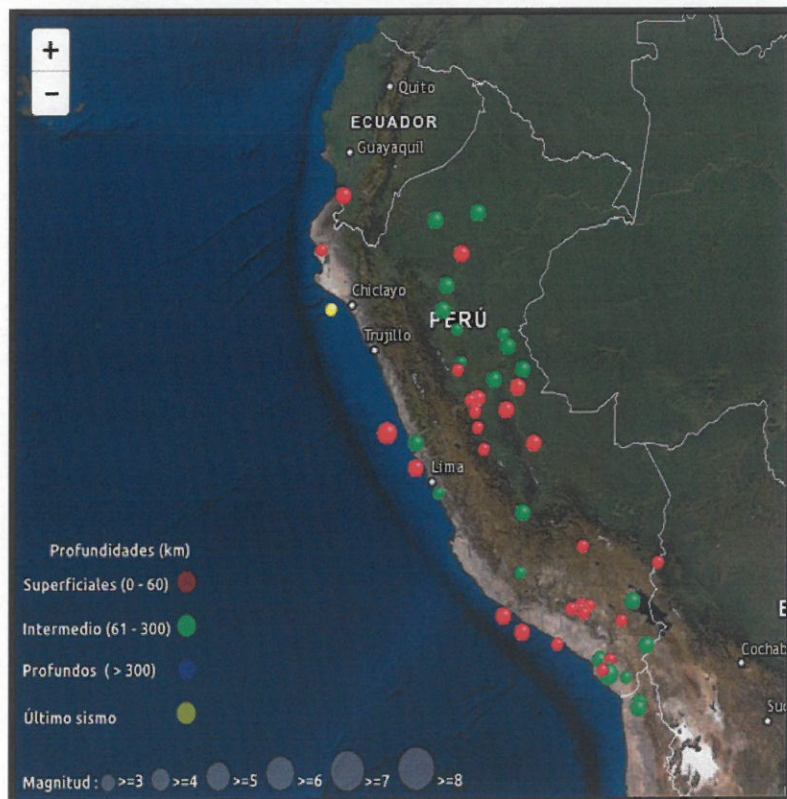 +
−
Quito
ECUADOR
Guayaquil
Chiclayo
PERÚ
Trujillo
Lima
Profundidades (km)
Superficiales (0 - 60)
Intermedio (61 - 300)
Profundos ( > 300)
Último sismo
E
Cochab
Suc
Magnitud : >=3 >=4 >=5 >=6 >=7 >=8